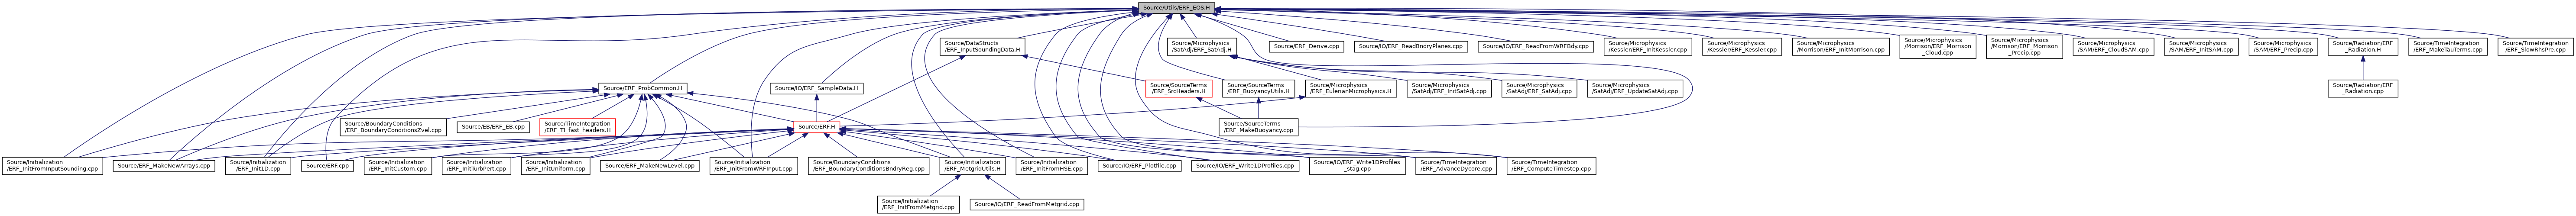 Source/Utils/ERF_EOS.H
Source/DataStructs
/ERF_InputSoundingData.H
Source/Microphysics
/SatAdj/ERF_SatAdj.H
Source/ERF_Derive.cpp
Source/IO/ERF_ReadBndryPlanes.cpp
Source/IO/ERF_ReadFromWRFBdy.cpp
Source/Microphysics
/Kessler/ERF_InitKessler.cpp
Source/Microphysics
/Kessler/ERF_Kessler.cpp
Source/Microphysics
/Morrison/ERF_InitMorrison.cpp
Source/Microphysics
/Morrison/ERF_Morrison
_Cloud.cpp
Source/Microphysics
/Morrison/ERF_Morrison
_Precip.cpp
Source/Microphysics
/SAM/ERF_CloudSAM.cpp
Source/Microphysics
/SAM/ERF_InitSAM.cpp
Source/Microphysics
/SAM/ERF_Precip.cpp
Source/Radiation/ERF
_Radiation.H
Source/TimeIntegration
/ERF_MakeTauTerms.cpp
Source/TimeIntegration
/ERF_SlowRhsPre.cpp
Source/ERF_ProbCommon.H
Source/IO/ERF_SampleData.H
Source/SourceTerms
/ERF_SrcHeaders.H
Source/SourceTerms
/ERF_BuoyancyUtils.H
Source/Microphysics
/ERF_EulerianMicrophysics.H
Source/Microphysics
/SatAdj/ERF_InitSatAdj.cpp
Source/Microphysics
/SatAdj/ERF_SatAdj.cpp
Source/Microphysics
/SatAdj/ERF_UpdateSatAdj.cpp
Source/Radiation/ERF
_Radiation.cpp
Source/BoundaryConditions
/ERF_BoundaryConditionsZvel.cpp
Source/EB/ERF_EB.cpp
Source/TimeIntegration
/ERF_TI_fast_headers.H
Source/ERF.H
Source/SourceTerms
/ERF_MakeBuoyancy.cpp
Source/Initialization
/ERF_InitFromInputSounding.cpp
Source/ERF_MakeNewArrays.cpp
Source/Initialization
/ERF_Init1D.cpp
Source/ERF.cpp
Source/Initialization
/ERF_InitCustom.cpp
Source/Initialization
/ERF_InitTurbPert.cpp
Source/Initialization
/ERF_InitUniform.cpp
Source/ERF_MakeNewLevel.cpp
Source/Initialization
/ERF_InitFromWRFInput.cpp
Source/BoundaryConditions
/ERF_BoundaryConditionsBndryReg.cpp
Source/Initialization
/ERF_MetgridUtils.H
Source/Initialization
/ERF_InitFromHSE.cpp
Source/IO/ERF_Plotfile.cpp
Source/IO/ERF_Write1DProfiles.cpp
Source/IO/ERF_Write1DProfiles
_stag.cpp
Source/TimeIntegration
/ERF_AdvanceDycore.cpp
Source/TimeIntegration
/ERF_ComputeTimestep.cpp
Source/Initialization
/ERF_InitFromMetgrid.cpp
Source/IO/ERF_ReadFromMetgrid.cpp